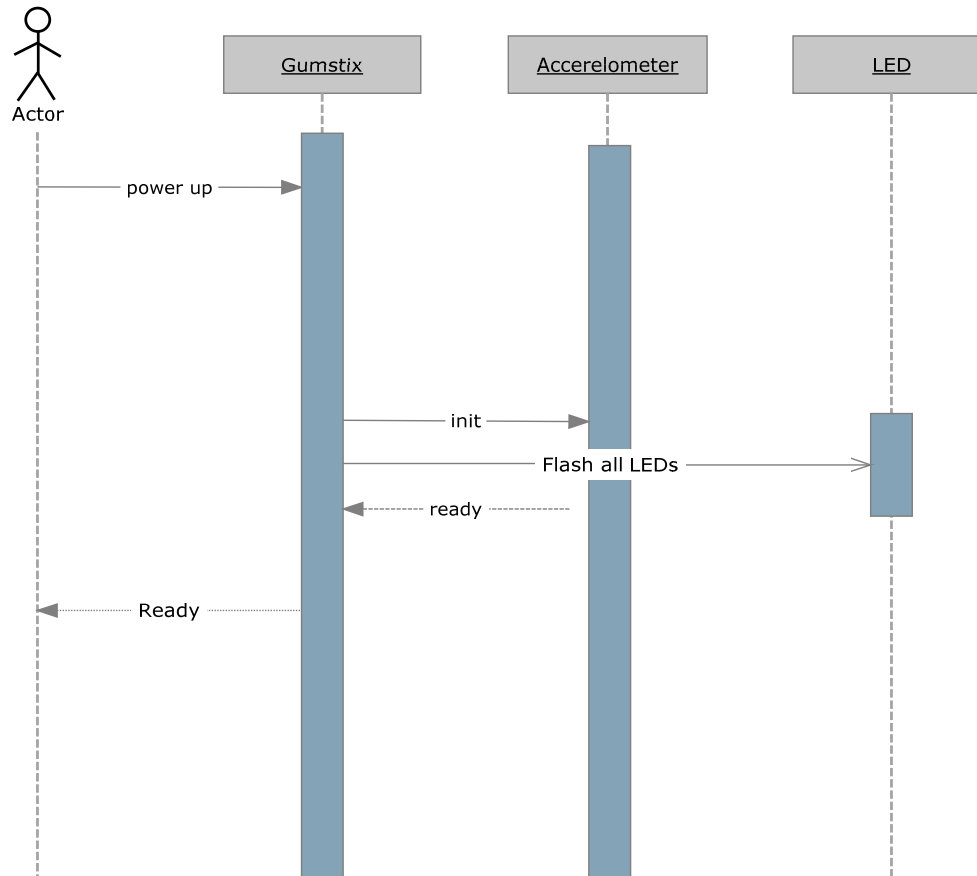 Gumstix
Accerelometer
LED
Actor
power up
init
Flash all LEDs
ready
Ready